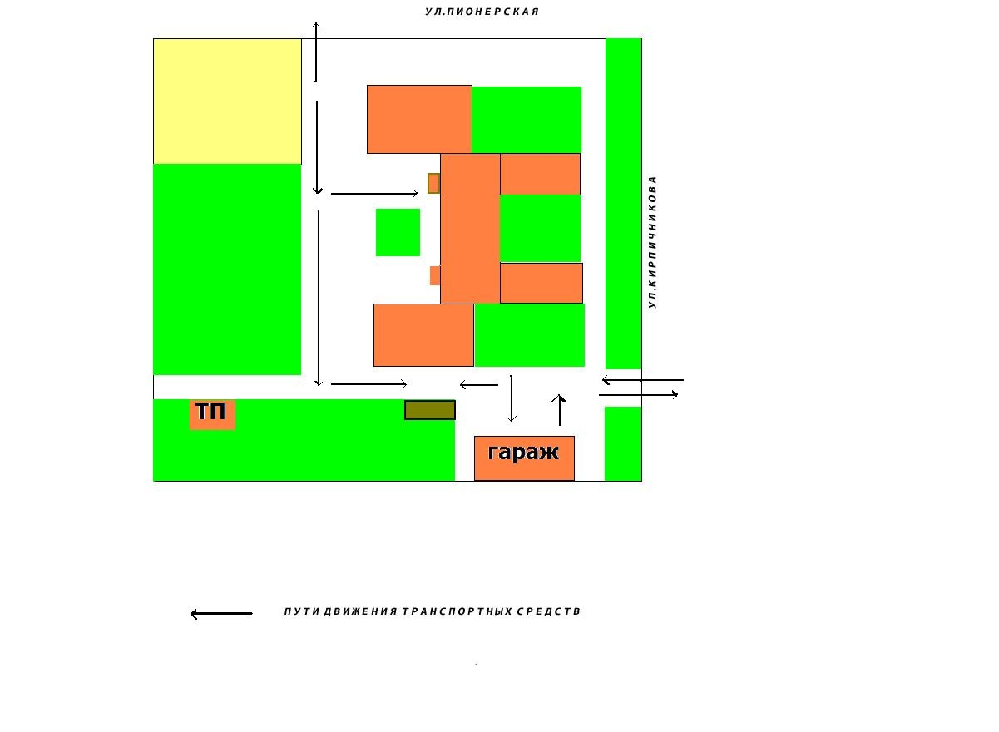 УЛ.ПИОНЕРСКАЯ
УЛ.КИРПИЧНИКОВА
ТП
гараж
ПУТИ ДВИЖЕНИЯ ТРАНСПОРТНЫХ СРЕДСТВ